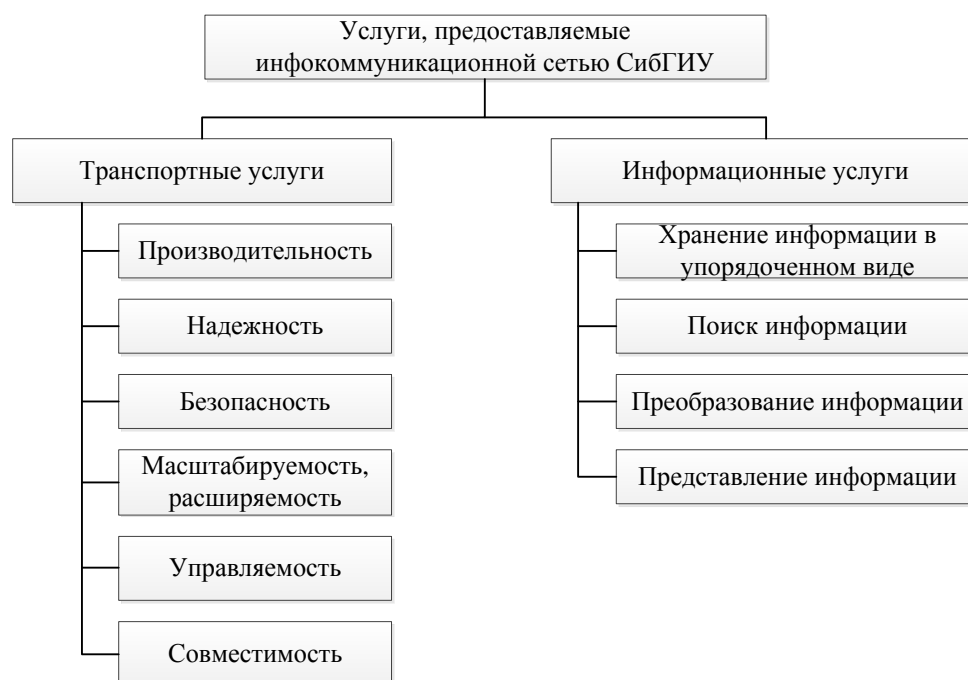 Услуги, предоставляемые
инфокоммуникационной сетью СибГИУ
Транспортные услуги
Производительность
Надежность
Безопасность
Масштабируемость,
расширяемость
Управляемость
Совместимость
Информационные услуги
Хранение информации в
упорядоченном виде
Поиск информации
Преобразование информации
Представление информации